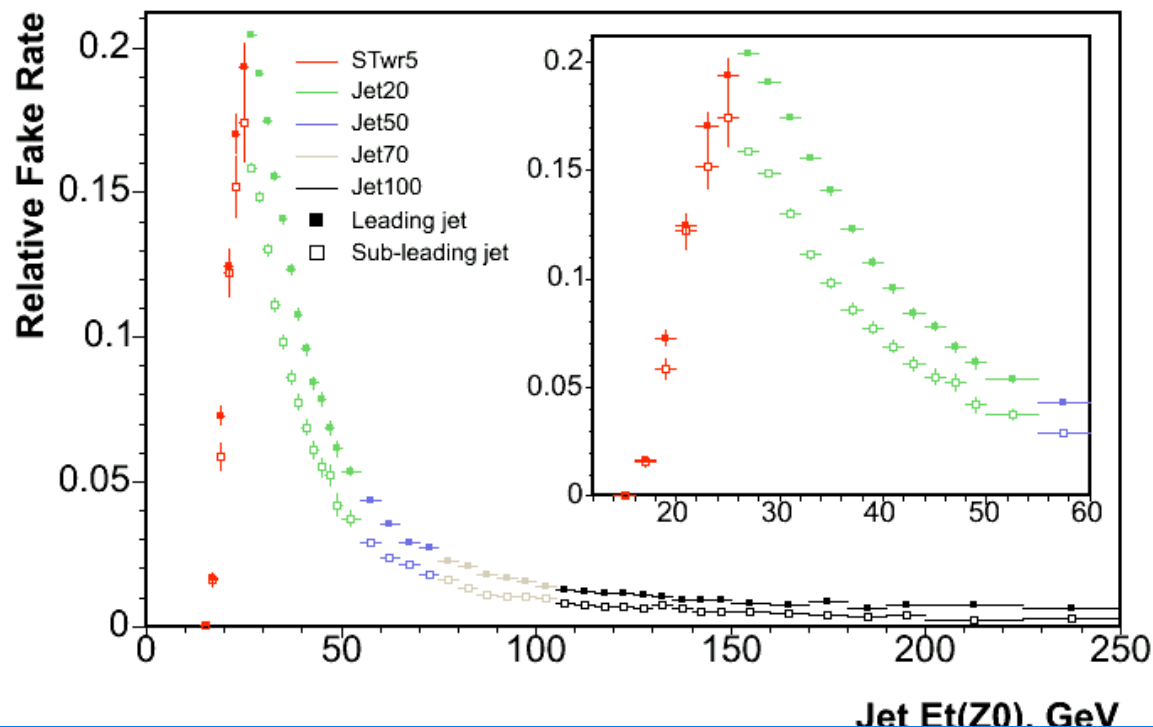 Relative Fake Rate
0.2
0.15
0.1
0.05
0
STwr5
Jet20
Jet50
Jet70
Jet100
Leading jet
Sub-leading jet
0.2
0.15
0.1
0.05
0
20 30 40 50 60
0 50 100 150 200 250
Jet Et(Z0), GeV